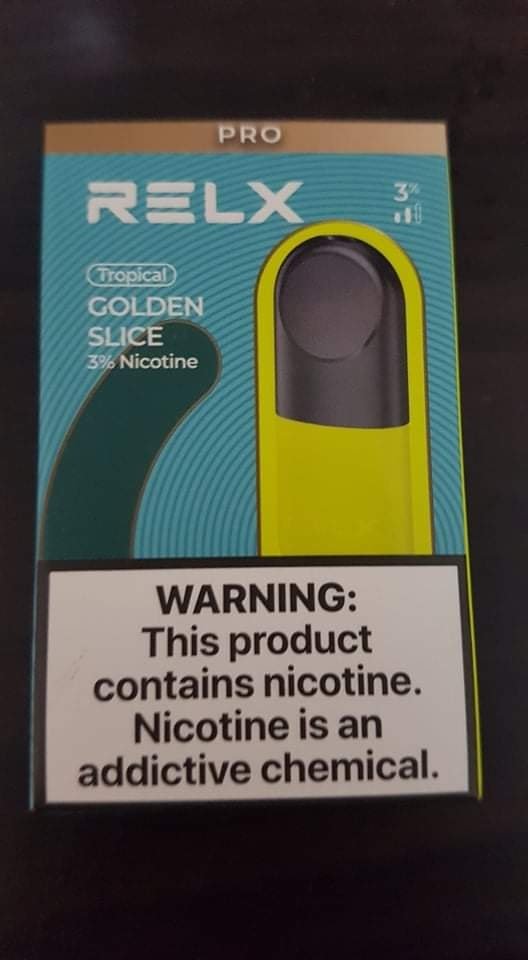 PRO
RELX
3%
Tropical
GOLDEN
SLICE
3% Nicotine
WARNING:
This product
contains nicotine.
Nicotine is an
addictive chemical.